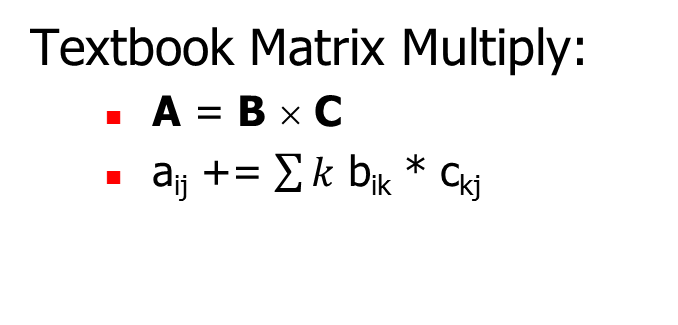 Textbook Matrix Multiply:
A = B × C
aij += ∑ k bik * ckj